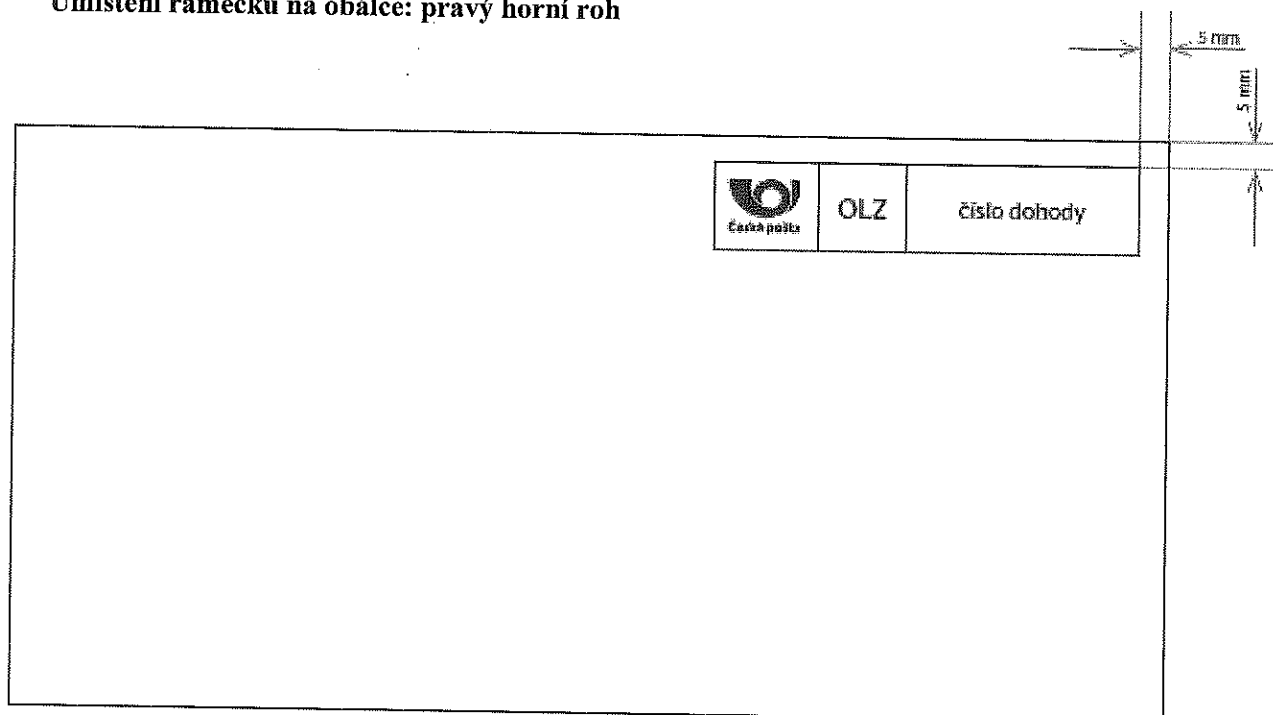 Umístění rámečku na obálce: pravý horní roh
5 mm
5 mm
Česká pošta
OLZ
číslo dohody